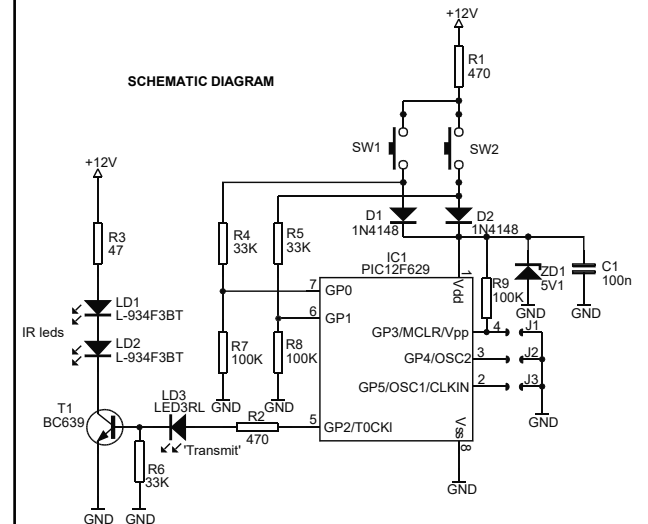 +12V
R1
470
SCHEMATIC DIAGRAM
SW1
SW2
+12V
R3
47
R4
33K
R5
33K
D1
1N4148
D2
1N4148
IC1
PIC12F629
ZD1
5V1
C1
100n
R9
100K
LD1
L-934F3BT
IR leds
LD2
L-934F3BT
7
GP0
6
GP1
1
Vdd
GND
GND
GP3/MCLR/Vpp
4
J1
GP4/OSC2
3
J2
GP5/OSC1/CLKIN
2
J3
R7
100K
R8
100K
GND
GND
GND
T1
BC639
LD3
LED3RL
'Transmit'
R2
470
5
GP2/T0CKI
Vss
8
R6
33K
GND
GND
GND